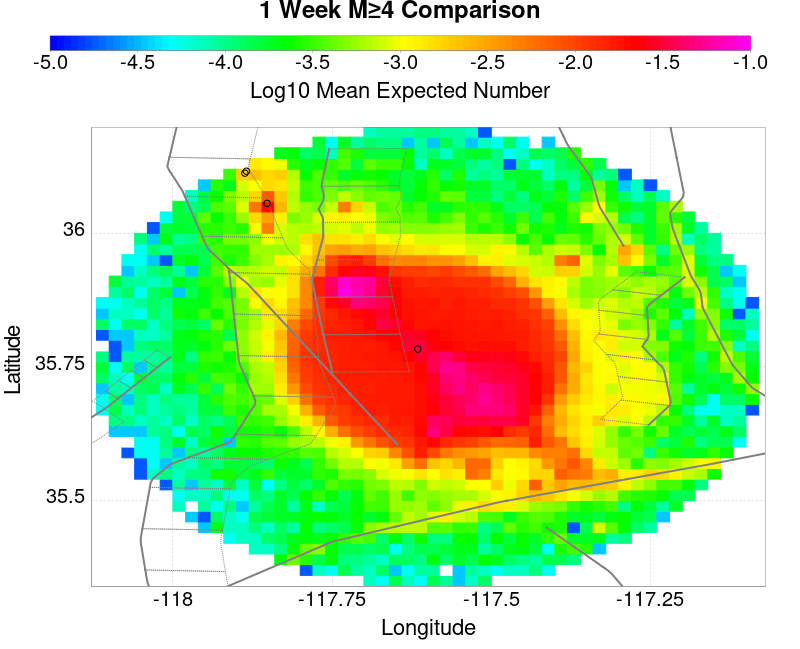 1 Week M≥4 Comparison
-5.0 -4.5 -4.0 -3.5 -3.0 -2.5 -2.0 -1.5 -1.0
Log10 Mean Expected Number
36
35.75
35.5
Latitude
-118 -117.75 -117.5 -117.25
Longitude